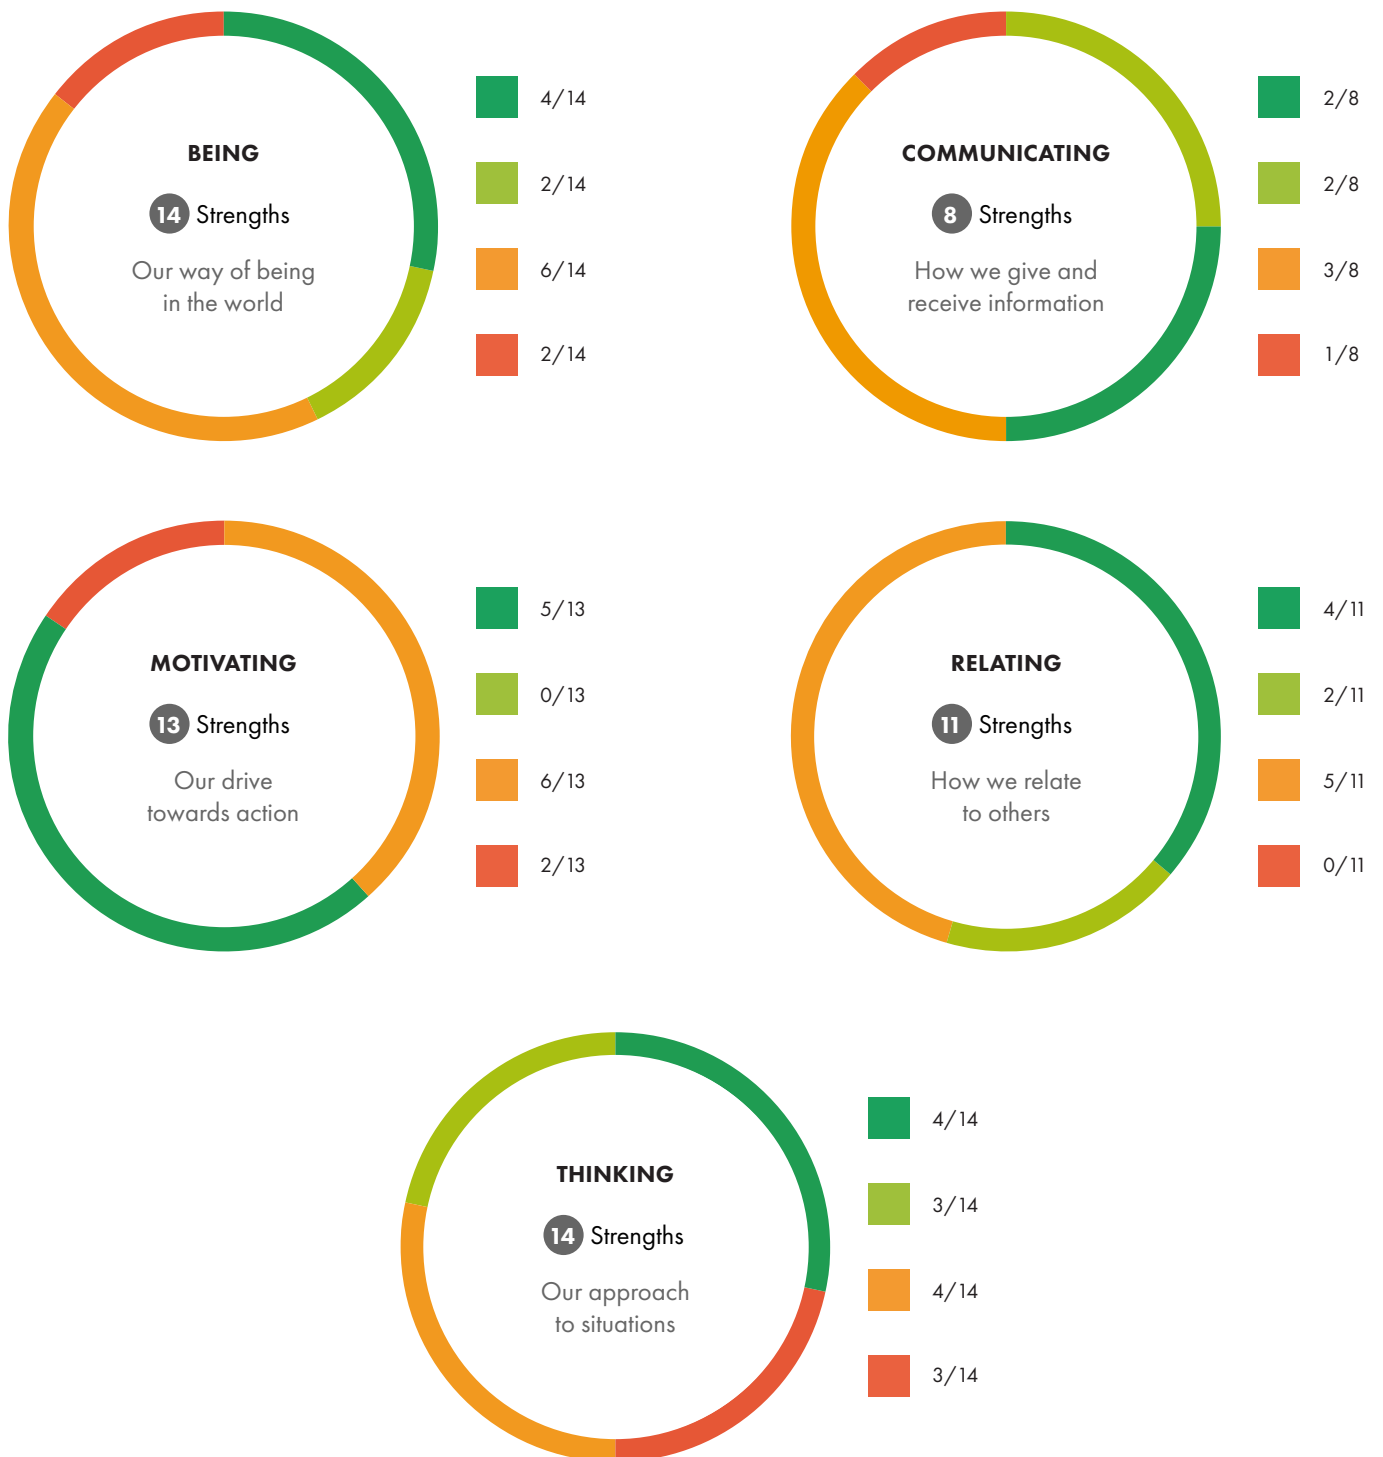 BEING
14 Strengths
Our way of being
in the world
4/14
2/14
6/14
2/14
COMMUNICATING
8 Strengths
How we give and
receive information
2/8
2/8
3/8
1/8
MOTIVATING
13 Strengths
Our drive
towards action
5/13
0/13
6/13
2/13
RELATING
11 Strengths
How we relate
to others
4/11
2/11
5/11
0/11
THINKING
14 Strengths
Our approach
to situations
4/14
3/14
4/14
3/14